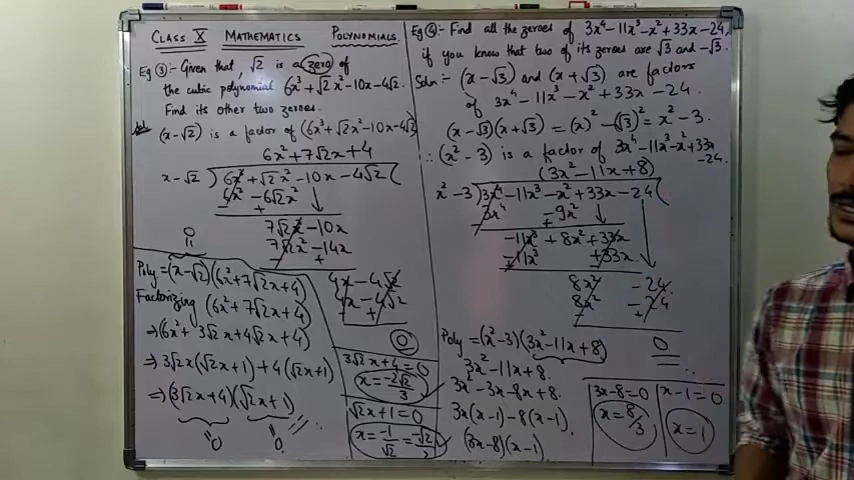 CLASS X MATHEMATICS POLYNOMIALS
Eg ③:- Given that, √2 is a zero of
the cubic polynomial 6x³+√2x²-10x-4√2.
Find its other two zeroes.
(x-√2) is a factor of (6x³+√2x²-10x-4√2)
6x²+7√2x+4
x-√2 ) 6x³+√2x²-10x-4√2 (
6x³-6√2x²
- +
7√2x²-10x
7√2x²-14x
- +
4x-4√2
4x-4√2
- +
0
Poly = (x-√2)(6x²+7√2x+4)
Factorizing (6x²+7√2x+4)
⇒(6x²+3√2x+4√2x+4)
⇒3√2x(√2x+1)+4(√2x+1)
⇒(3√2x+4)(√2x+1)
=0 =0
3√2x+4=0
x=-2√2/3
√2x+1=0
x=-1/√2=-√2/2
Eg ④:- Find all the zeroes of 3x⁴-11x³-x²+33x-24,
if you know that two of its zeroes are √3 and -√3.
Soln:- (x-√3) and (x+√3) are factors
of 3x⁴-11x³-x²+33x-24.
(x-√3)(x+√3)=(x)²-(√3)²=x²-3.
∴(x²-3) is a factor of 3x⁴-11x³-x²+33x
-24.
(3x²-11x+8)
x²-3 ) 3x⁴-11x³-x²+33x-24 (
3x⁴ -9x²
- +
-11x³+8x²+33x
-11x³ +33x
+ -
8x² -24
8x² -24
- +
0
Poly = (x²-3)(3x²-11x+8)
3x²-11x+8.
3x²-3x-8x+8.
3x(x-1)-8(x-1)
(3x-8)(x-1)
3x-8=0
x=8/3
x-1=0
x=1